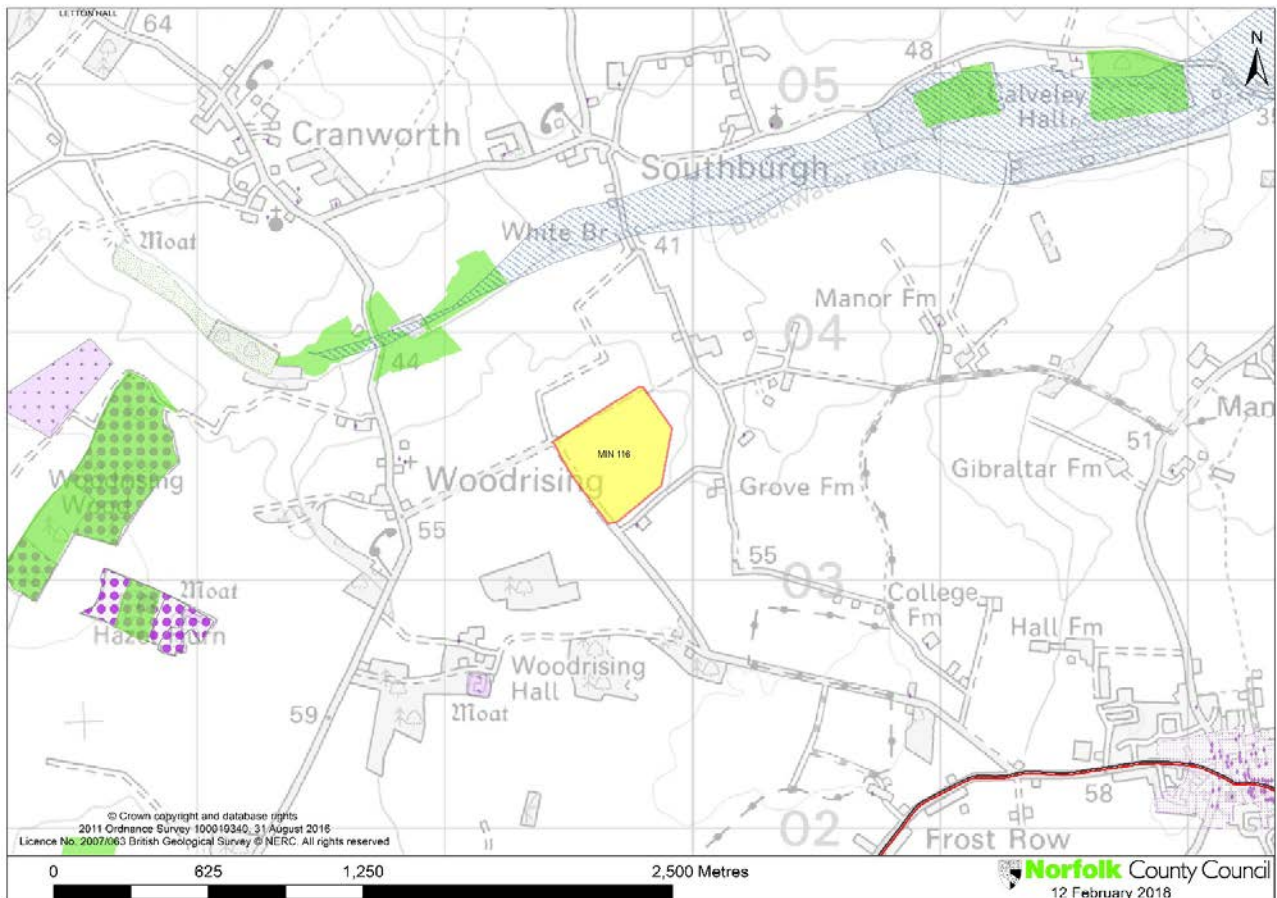 LETTON HALL
64
48
N
05
Calveley
Hall
Cranworth
Southburgh
Moat
White Br
41
Manor Fm
04
44
MIN 116
51
Woodrising
Wood
Woodrising
Grove Fm
Gibraltar Fm
55
55
03
Moat
College
Fm
Hall Fm
Woodrising
Hall
Moat
59
58
02
Frost Row
© Crown copyright and database rights
2011 Ordnance Survey 100019340, 31 August 2016
Licence No. 2007/063 British Geological Survey © NERC. All rights reserved
0 625 1,250 2,500 Metres
Norfolk County Council
12 February 2018